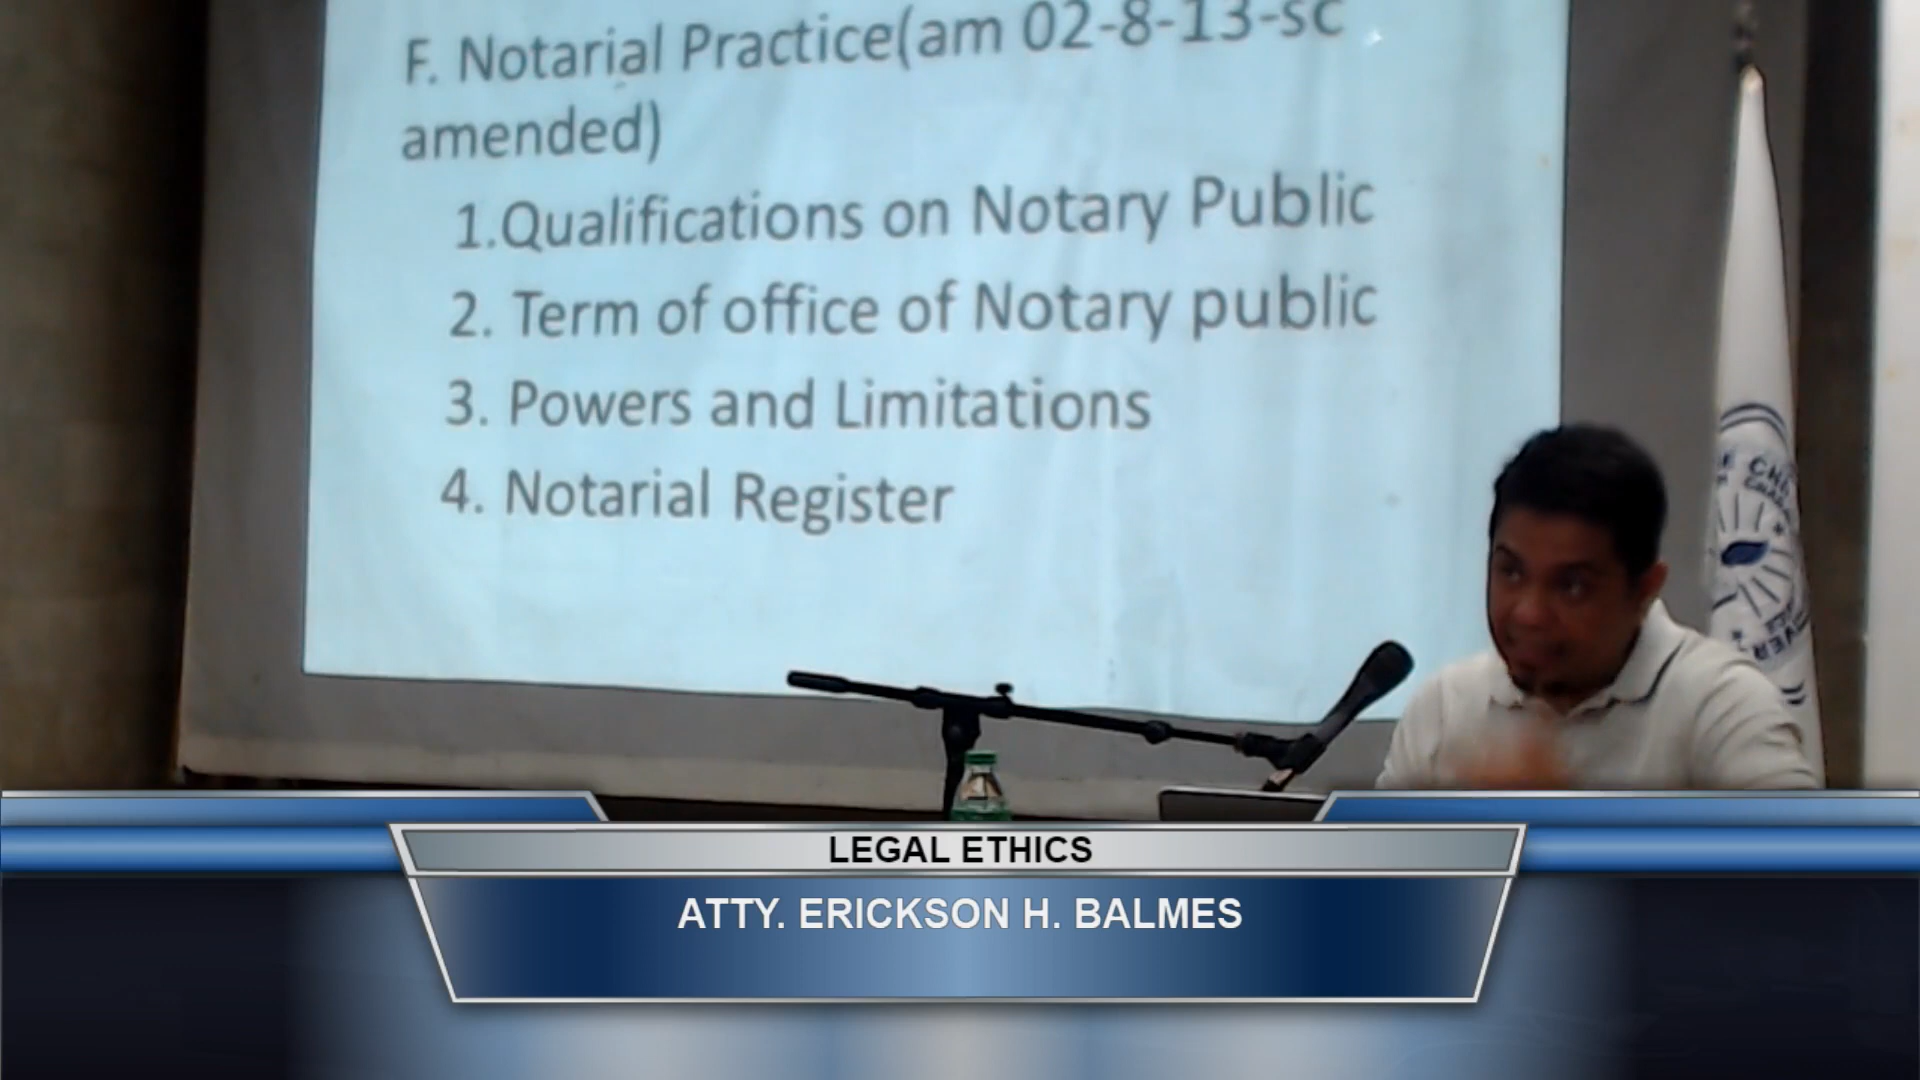 F. Notarial Practice(am 02-8-13-sc
amended)
1.Qualifications on Notary Public
2. Term of office of Notary public
3. Powers and Limitations
4. Notarial Register
LEGAL ETHICS
ATTY. ERICKSON H. BALMES